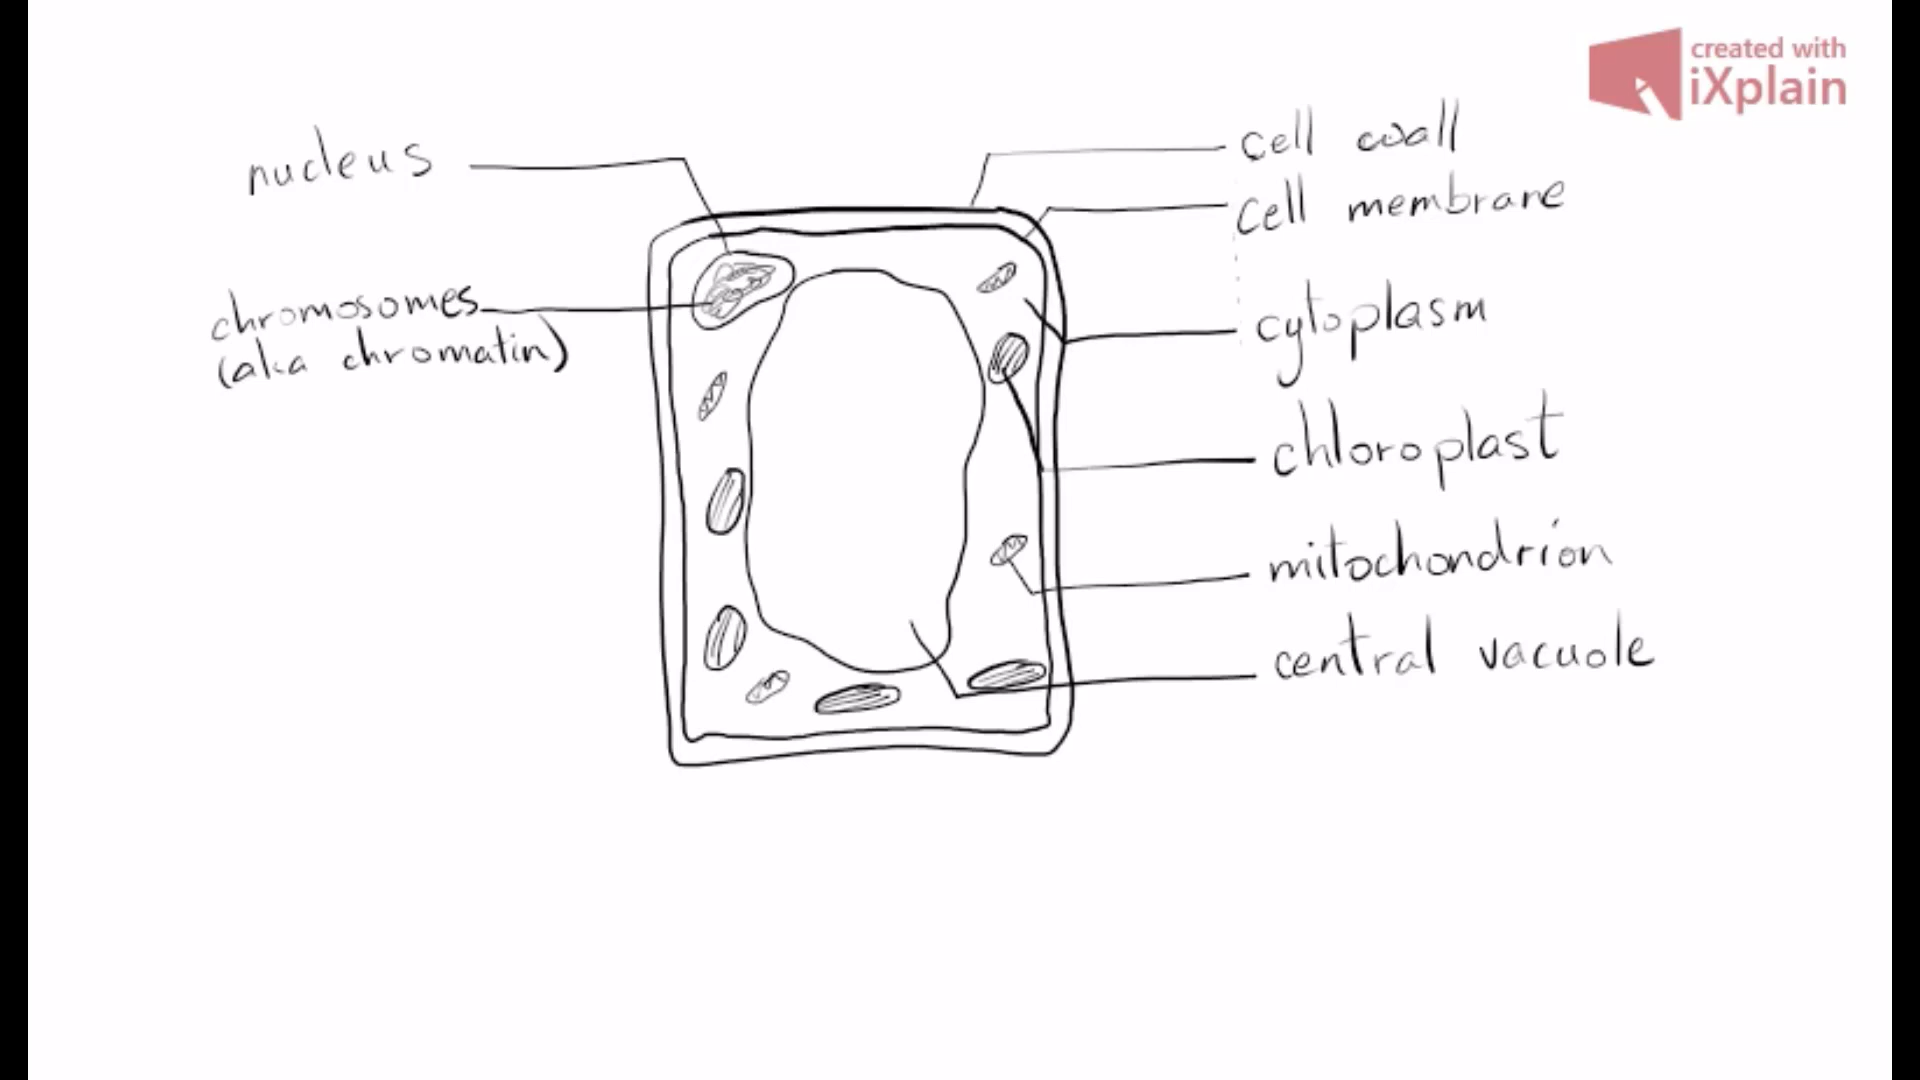 created with
iXplain
nucleus
chromosomes
(aka chromatin)
cell wall
cell membrane
cytoplasm
chloroplast
mitochondrion
central vacuole